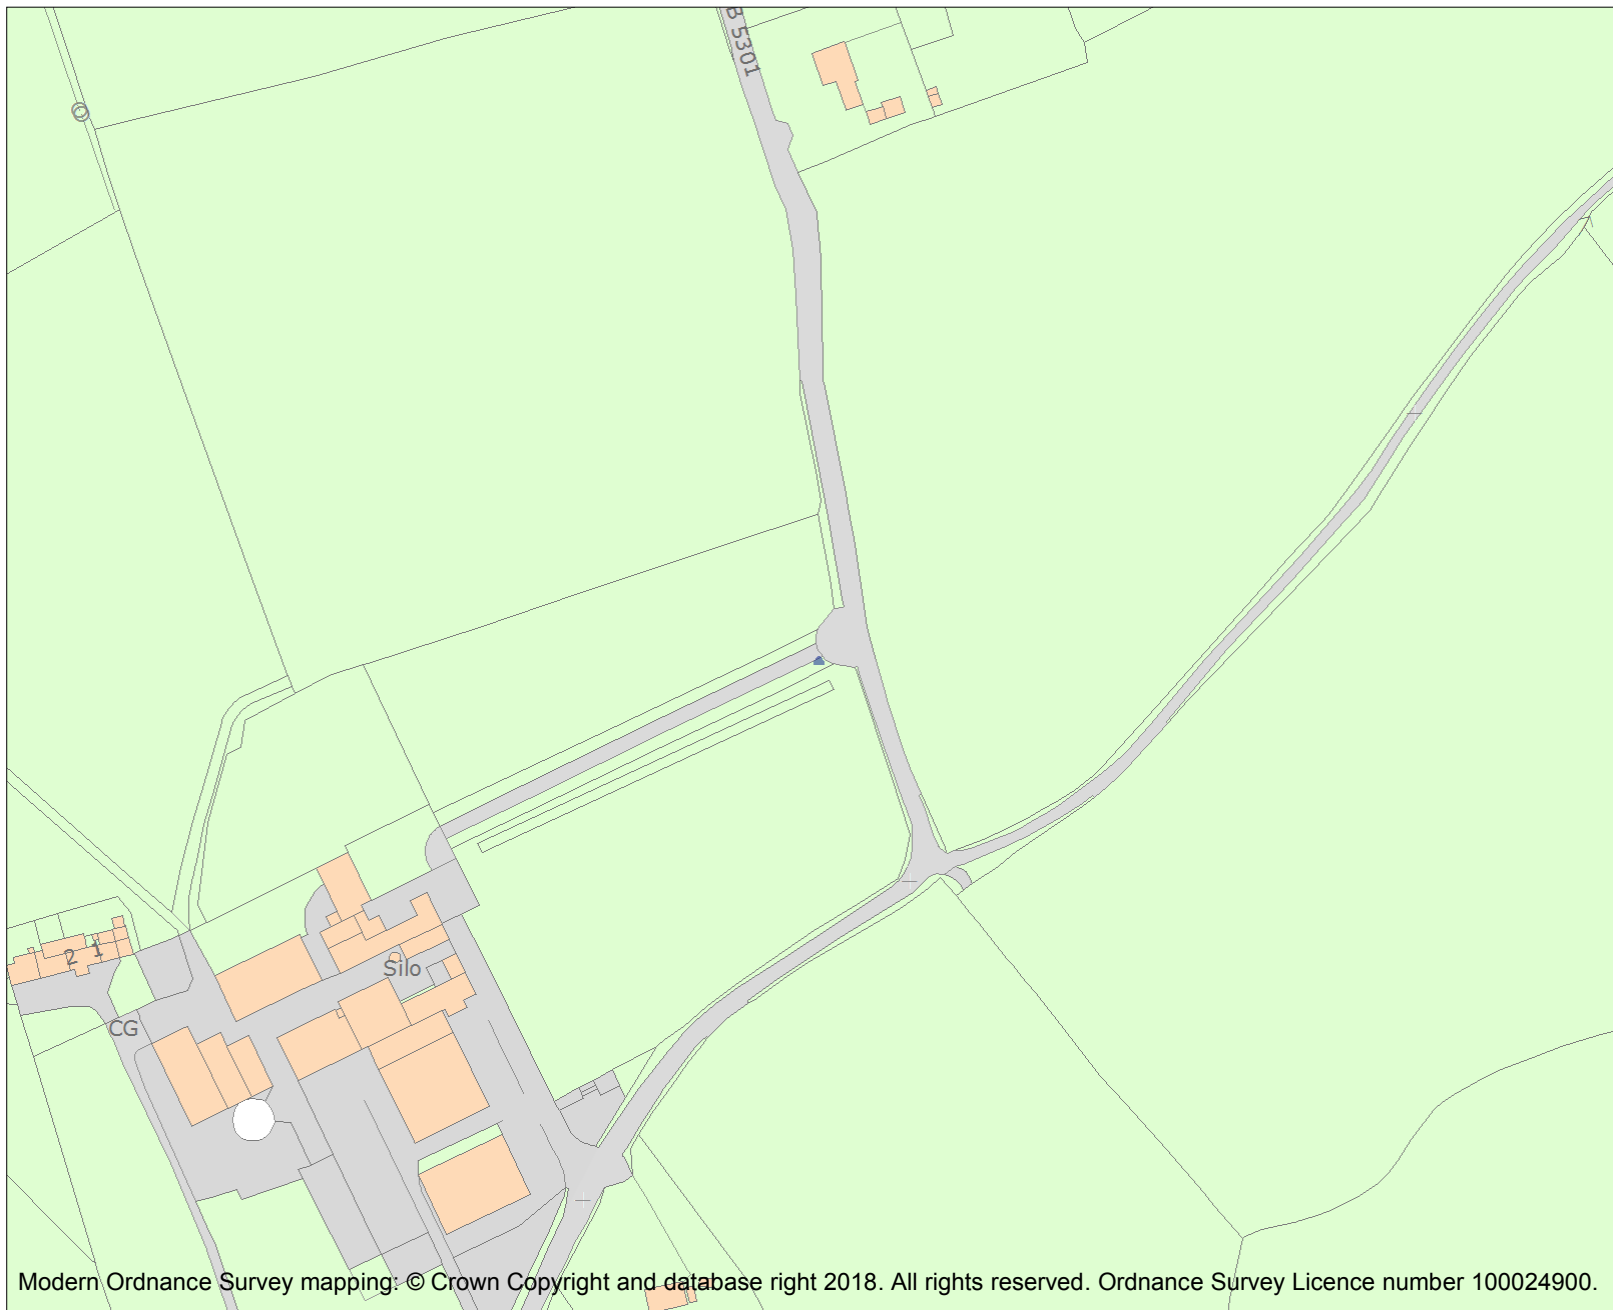 B 5301
Silo
2 1
CG
Modern Ordnance Survey mapping: © Crown Copyright and database right 2018. All rights reserved. Ordnance Survey Licence number 100024900.